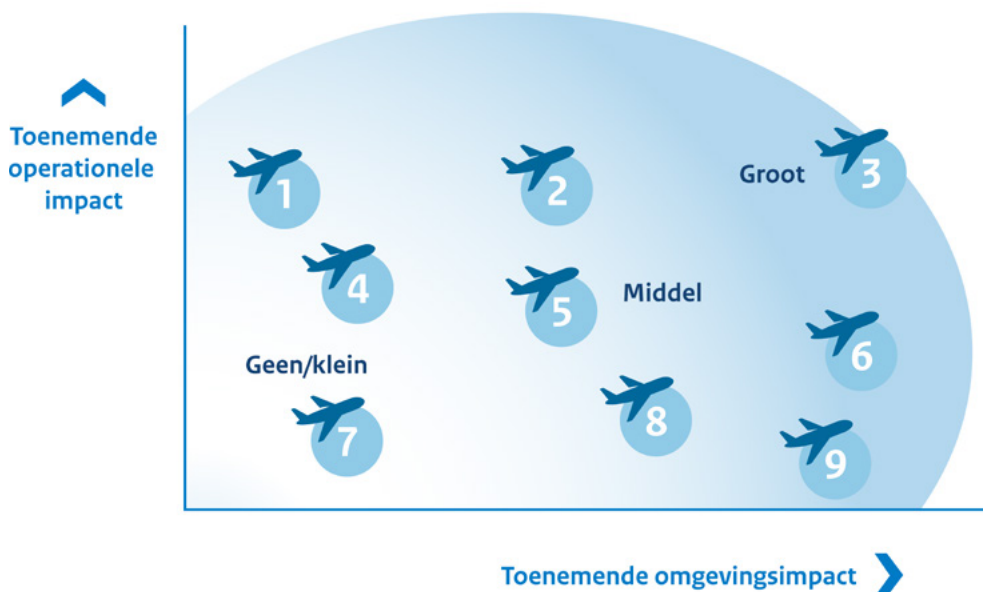 Toenemende
operationele
impact
1
2
Groot
3
4
5
Middel
6
Geen/klein
7
8
9
Toenemende omgevingsimpact